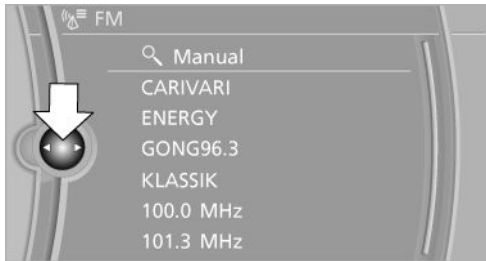 FM
Manual
CARIVARI
ENERGY
GONG96.3
KLASSIK
100.0 MHz
101.3 MHz